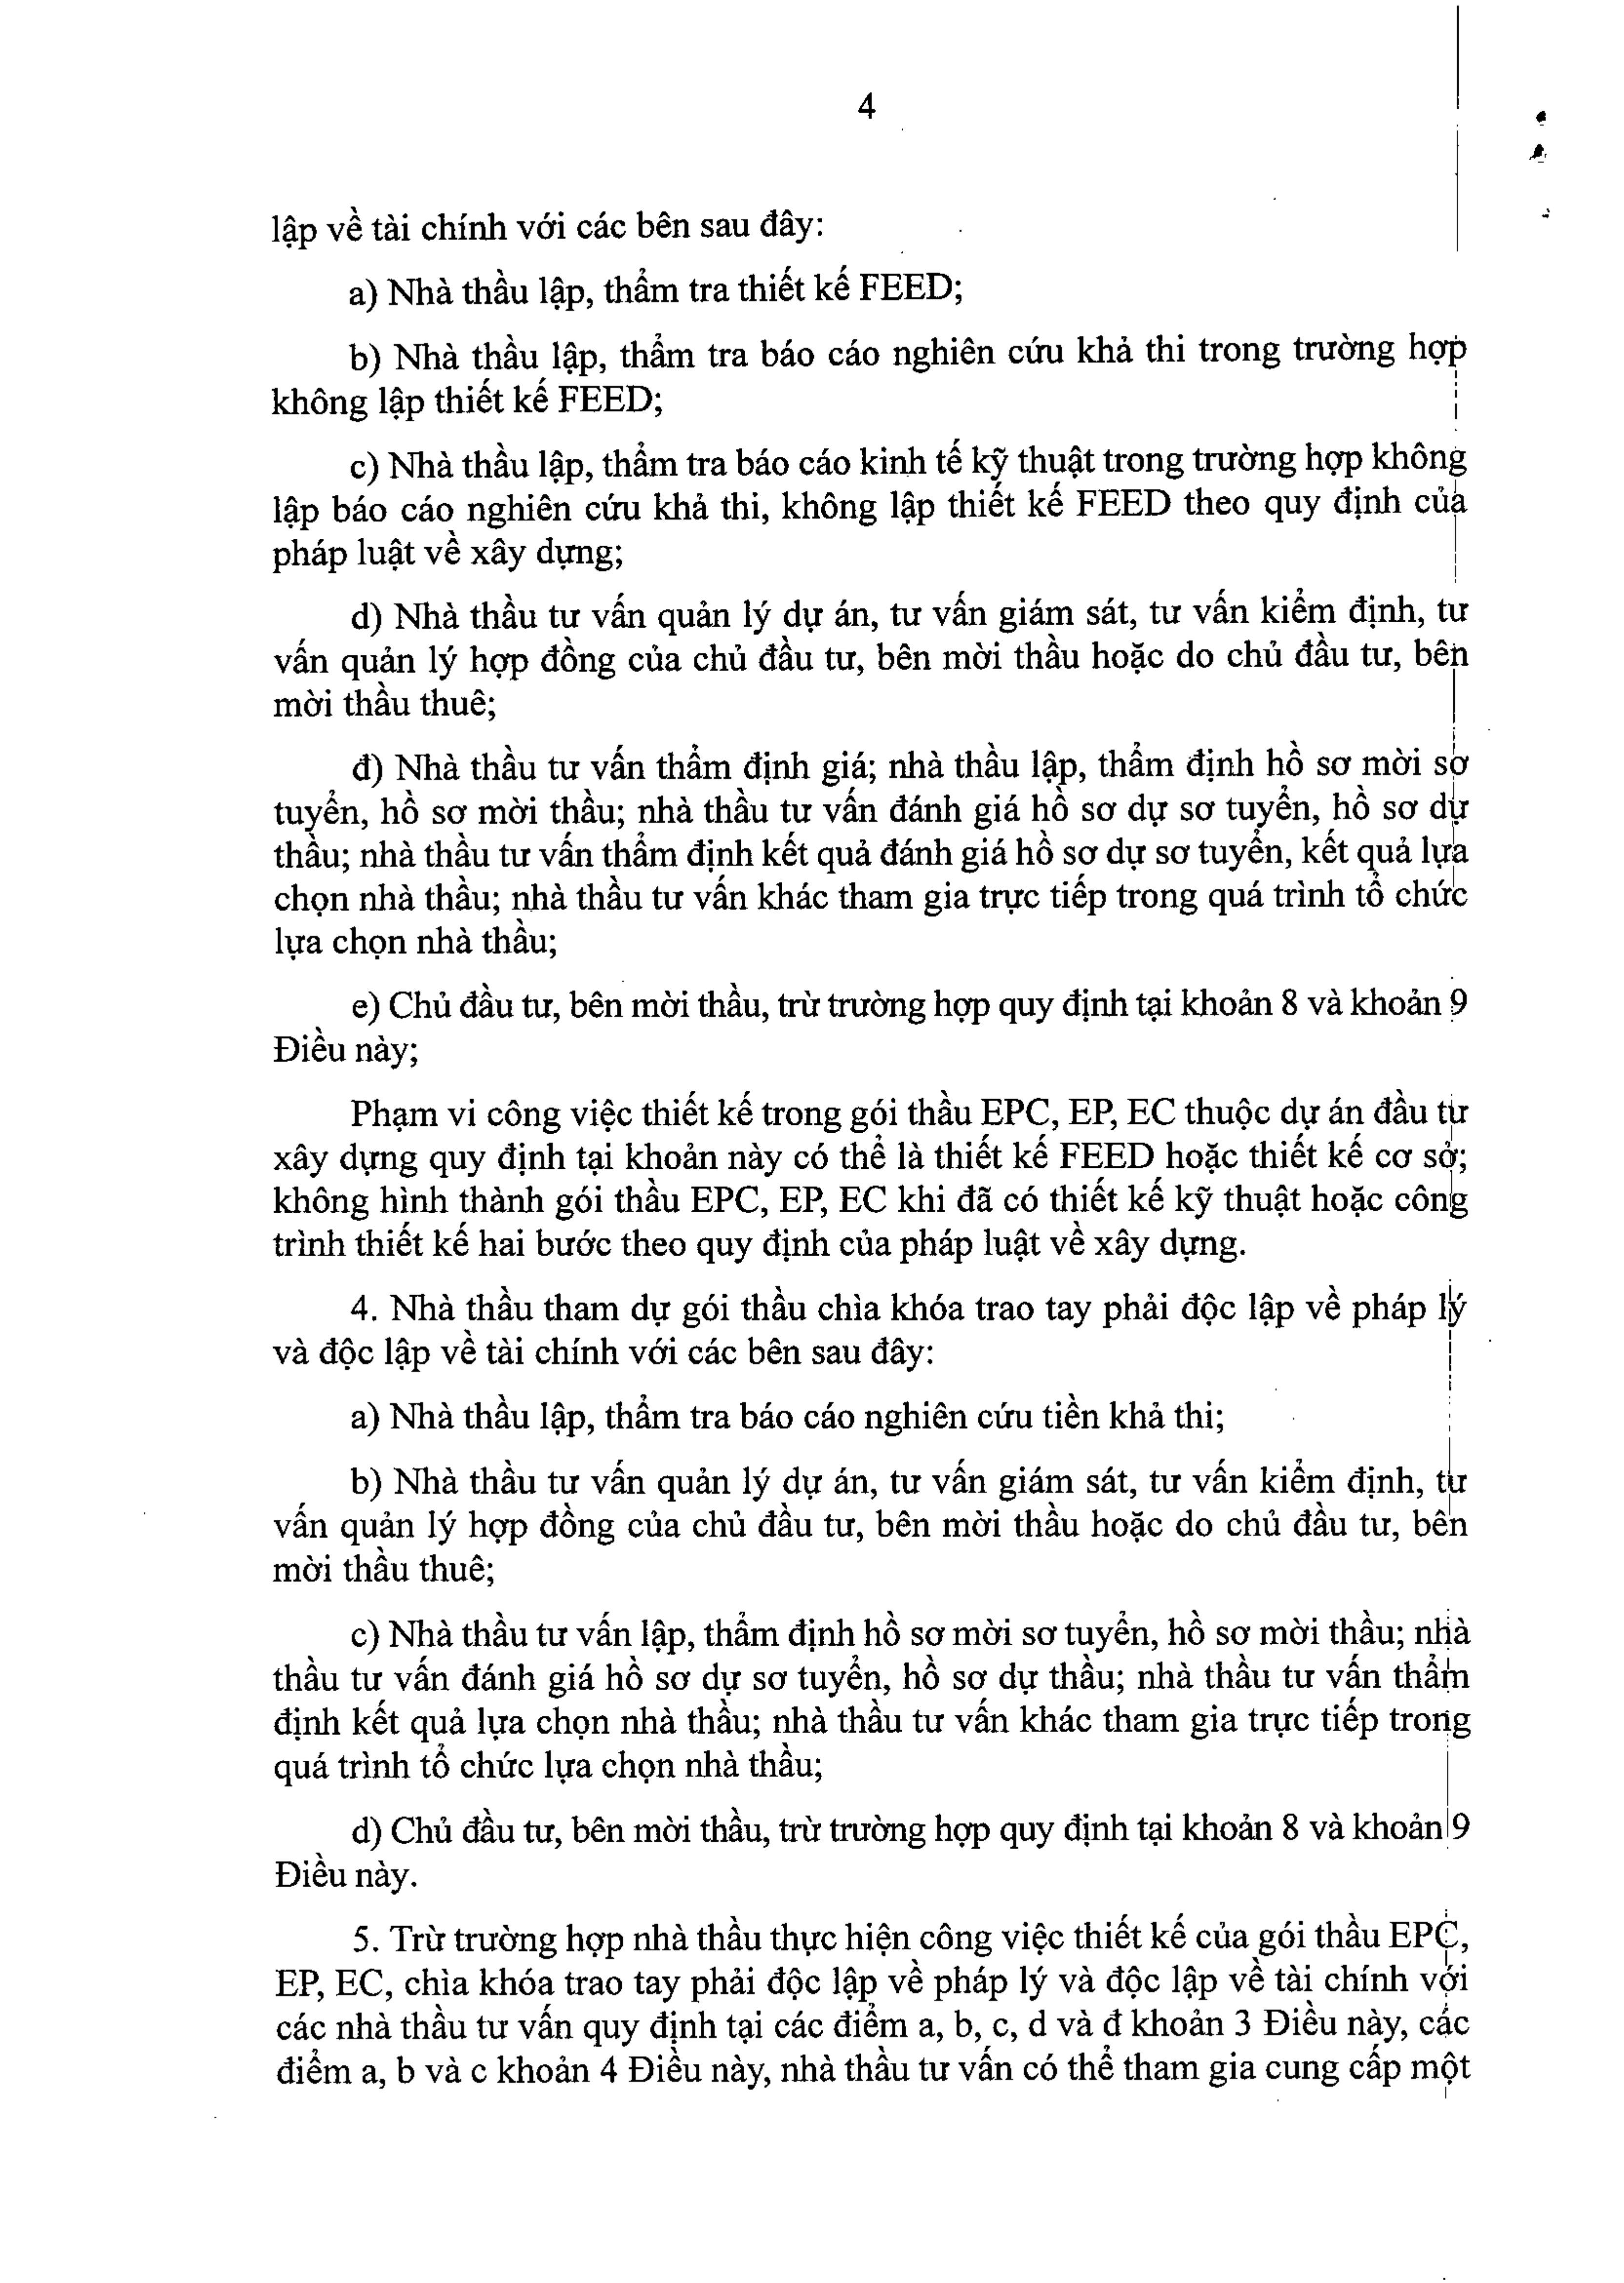 4
lập về tài chính với các bên sau đây:
a) Nhà thầu lập, thẩm tra thiết kế FEED;
b) Nhà thầu lập, thẩm tra báo cáo nghiên cứu khả thi trong trường hợp
không lập thiết kế FEED;
c) Nhà thầu lập, thẩm tra báo cáo kinh tế kỹ thuật trong trường hợp không
lập báo cáo nghiên cứu khả thi, không lập thiết kế FEED theo quy định của
pháp luật về xây dựng;
d) Nhà thầu tư vấn quản lý dự án, tư vấn giám sát, tư vấn kiểm định, tư
vấn quản lý hợp đồng của chủ đầu tư, bên mời thầu hoặc do chủ đầu tư, bên
mời thầu thuê;
đ) Nhà thầu tư vấn thẩm định giá; nhà thầu lập, thẩm định hồ sơ mời sơ
tuyển, hồ sơ mời thầu; nhà thầu tư vấn đánh giá hồ sơ dự sơ tuyển, hồ sơ dự
thầu; nhà thầu tư vấn thẩm định kết quả đánh giá hồ sơ dự sơ tuyển, kết quả lựa
chọn nhà thầu; nhà thầu tư vấn khác tham gia trực tiếp trong quá trình tổ chức
lựa chọn nhà thầu;
e) Chủ đầu tư, bên mời thầu, trừ trường hợp quy định tại khoản 8 và khoản 9
Điều này;
Phạm vi công việc thiết kế trong gói thầu EPC, EP, EC thuộc dự án đầu tư
xây dựng quy định tại khoản này có thể là thiết kế FEED hoặc thiết kế cơ sở;
không hình thành gói thầu EPC, EP, EC khi đã có thiết kế kỹ thuật hoặc công
trình thiết kế hai bước theo quy định của pháp luật về xây dựng.
4. Nhà thầu tham dự gói thầu chìa khóa trao tay phải độc lập về pháp lý
và độc lập về tài chính với các bên sau đây:
a) Nhà thầu lập, thẩm tra báo cáo nghiên cứu tiền khả thi;
b) Nhà thầu tư vấn quản lý dự án, tư vấn giám sát, tư vấn kiểm định, tư
vấn quản lý hợp đồng của chủ đầu tư, bên mời thầu hoặc do chủ đầu tư, bên
mời thầu thuê;
c) Nhà thầu tư vấn lập, thẩm định hồ sơ mời sơ tuyển, hồ sơ mời thầu; nhà
thầu tư vấn đánh giá hồ sơ dự sơ tuyển, hồ sơ dự thầu; nhà thầu tư vấn thẩm
định kết quả lựa chọn nhà thầu; nhà thầu tư vấn khác tham gia trực tiếp trong
quá trình tổ chức lựa chọn nhà thầu;
d) Chủ đầu tư, bên mời thầu, trừ trường hợp quy định tại khoản 8 và khoản 9
Điều này.
5. Trừ trường hợp nhà thầu thực hiện công việc thiết kế của gói thầu EPC,
EP, EC, chìa khóa trao tay phải độc lập về pháp lý và độc lập về tài chính với
các nhà thầu tư vấn quy định tại các điểm a, b, c, d và đ khoản 3 Điều này, các
điểm a, b và c khoản 4 Điều này, nhà thầu tư vấn có thể tham gia cung cấp một